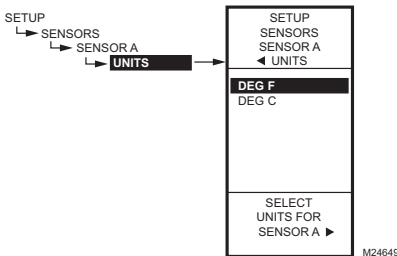 SETUP
SENSORS
SENSOR A
UNITS
SETUP
SENSORS
SENSOR A
◄ UNITS
DEG F
DEG C
SELECT
UNITS FOR
SENSOR A ►
M24649